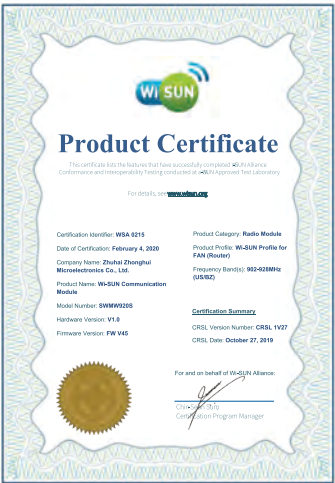 Wi SUN
Product Certificate
This certificate lists the features that have successfully completed Wi-SUN Alliance
Conformance and Interoperability Testing conducted at a Wi-SUN Approved Test Laboratory
For details, see www.wi-sun.org
Certification Identifier: WSA 0215
Date of Certification: February 4, 2020
Company Name: Zhuhai Zhonghui
Microelectronics Co., Ltd.
Product Name: Wi-SUN Communication
Module
Model Number: SWMW920S
Hardware Version: V1.0
Firmware Version: FW V45
Product Category: Radio Module
Product Profile: Wi-SUN Profile for
FAN (Router)
Frequency Band(s): 902-928MHz
(US/BZ)
Certification Summary
CRSL Version Number: CRSL 1V27
CRSL Date: October 27, 2019
For and on behalf of Wi-SUN Alliance:
Certification Program Manager